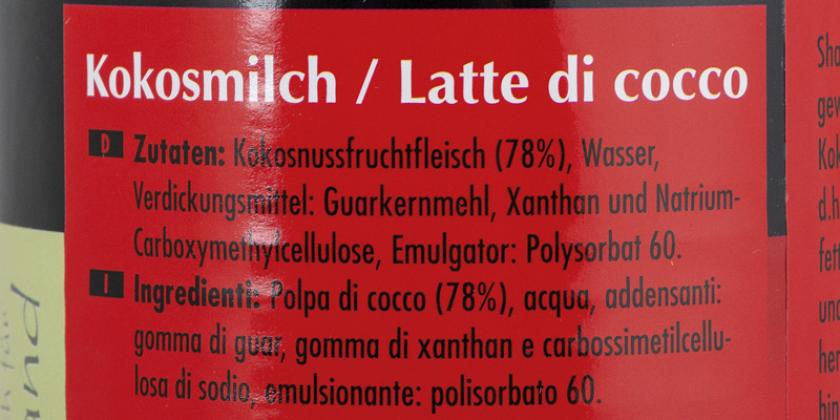 Kokosmilch / Latte di cocco
D Zutaten: Kokosnussfruchtfleisch (78%), Wasser,
Verdickungsmittel: Guarkernmehl, Xanthan und Natrium-
Carboxymethylcellulose, Emulgator: Polysorbat 60.
I Ingredienti: Polpa di cocco (78%), acqua, addensanti:
gomma di guar, gomma di xanthan e carbossimetilcellu-
losa di sodio, emulsionante: polisorbato 60.